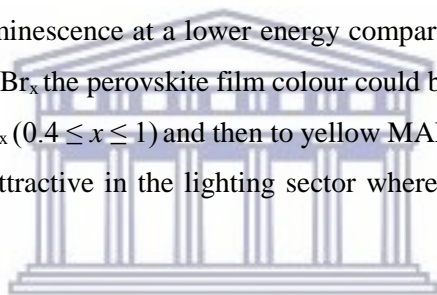 minescence at a lower energy compar
Brₓ the perovskite film colour could b
ₓ (0.4 ≤ x ≤ 1) and then to yellow MA
ttractive in the lighting sector where